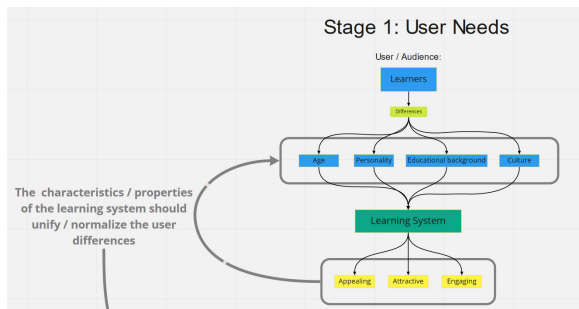 Stage 1: User Needs
User / Audience:
Learners
Differences
Age
Personality
Educational background
Culture
The characteristics / properties
of the learning system should
unify / normalize the user
differences
Learning System
Appealing
Attractive
Engaging